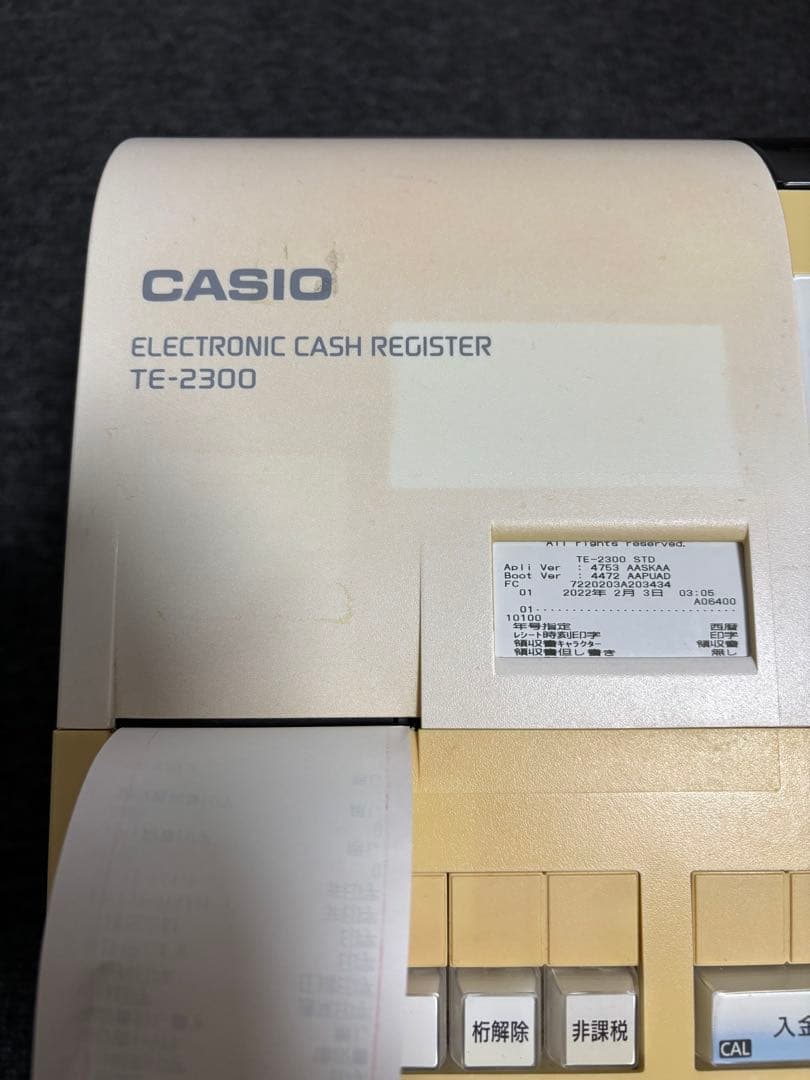 CASIO
ELECTRONIC CASH REGISTER
TE-2300
All rights reserved.
TE-2300 STD
Apli Ver : 4753 AASKAA
Boot Ver : 4472 AAPUAD
FC 7220203A203434
01 2022年 2月 3日 03:05
A06400
01
10100
年号指定 西暦
レシート時刻印字 印字
領収書キャラクター 領収書
領収書但し書き 無し
桁解除
非課税
入金
CAL